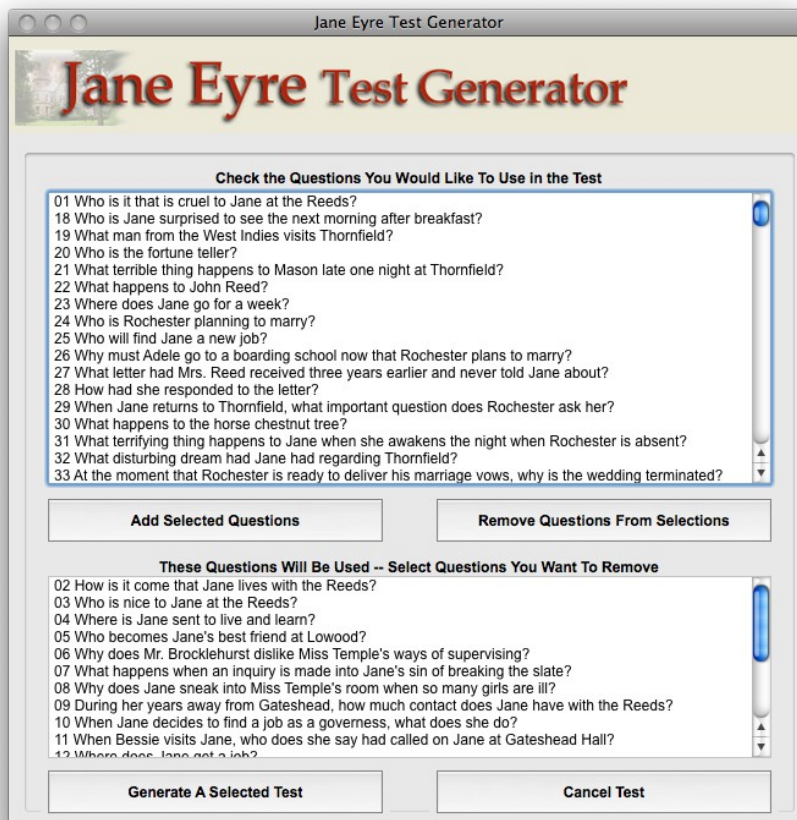 Jane Eyre Test Generator
Jane Eyre Test Generator
Check the Questions You Would Like To Use in the Test
01 Who is it that is cruel to Jane at the Reeds?
18 Who is Jane surprised to see the next morning after breakfast?
19 What man from the West Indies visits Thornfield?
20 Who is the fortune teller?
21 What terrible thing happens to Mason late one night at Thornfield?
22 What happens to John Reed?
23 Where does Jane go for a week?
24 Who is Rochester planning to marry?
25 Who will find Jane a new job?
26 Why must Adele go to a boarding school now that Rochester plans to marry?
27 What letter had Mrs. Reed received three years earlier and never told Jane about?
28 How had she responded to the letter?
29 When Jane returns to Thornfield, what important question does Rochester ask her?
30 What happens to the horse chestnut tree?
31 What terrifying thing happens to Jane when she awakens the night when Rochester is absent?
32 What disturbing dream had Jane had regarding Thornfield?
33 At the moment that Rochester is ready to deliver his marriage vows, why is the wedding terminated?
Add Selected Questions
Remove Questions From Selections
These Questions Will Be Used -- Select Questions You Want To Remove
02 How is it come that Jane lives with the Reeds?
03 Who is nice to Jane at the Reeds?
04 Where is Jane sent to live and learn?
05 Who becomes Jane's best friend at Lowood?
06 Why does Mr. Brocklehurst dislike Miss Temple's ways of supervising?
07 What happens when an inquiry is made into Jane's sin of breaking the slate?
08 Why does Jane sneak into Miss Temple's room when so many girls are ill?
09 During her years away from Gateshead, how much contact does Jane have with the Reeds?
10 When Jane decides to find a job as a governess, what does she do?
11 When Bessie visits Jane, who does she say had called on Jane at Gateshead Hall?
12 Where does Jane get a job?
Generate A Selected Test
Cancel Test